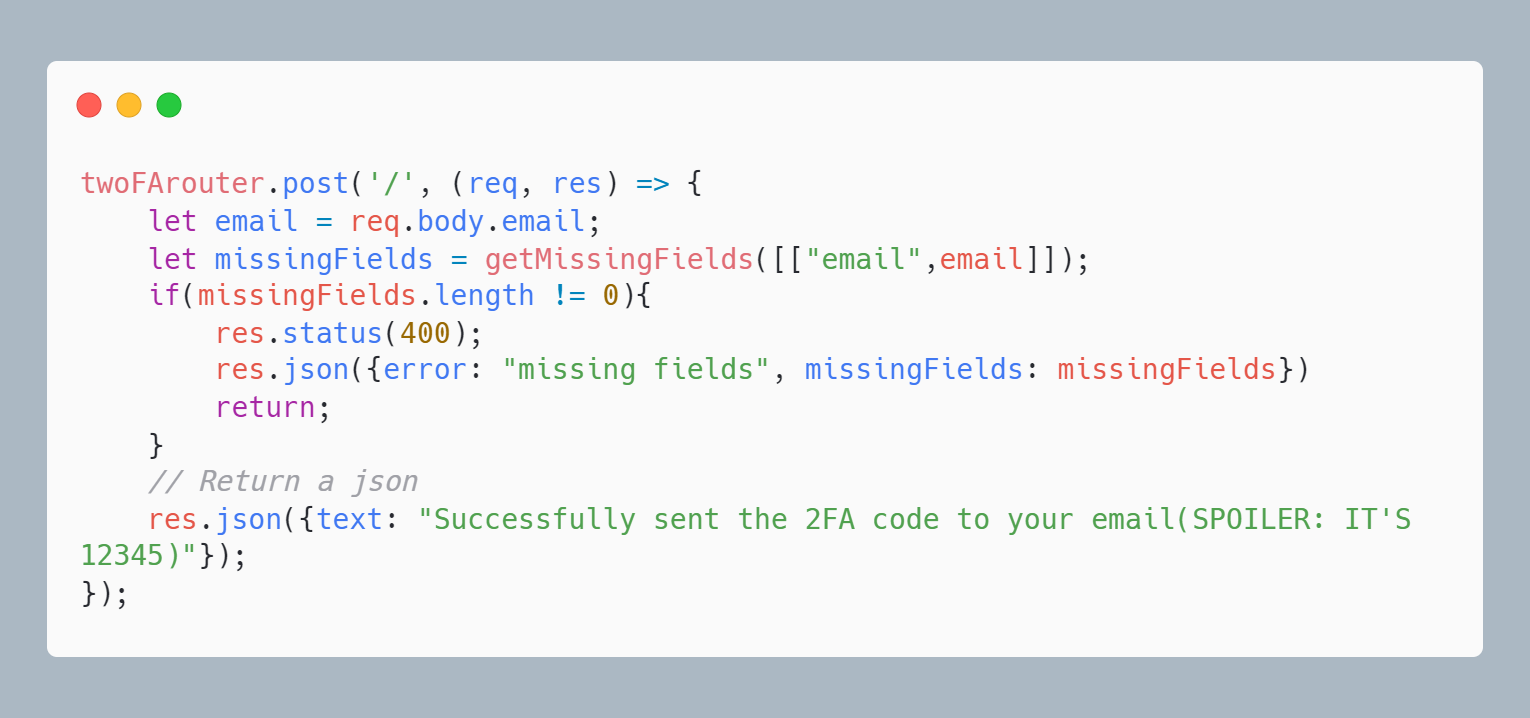 twoFArouter.post('/', (req, res) => {
    let email = req.body.email;
    let missingFields = getMissingFields([["email",email]]);
    if(missingFields.length != 0){
        res.status(400);
        res.json({error: "missing fields", missingFields: missingFields})
        return;
    }
    // Return a json
    res.json({text: "Successfully sent the 2FA code to your email(SPOILER: IT'S
12345)"});
});